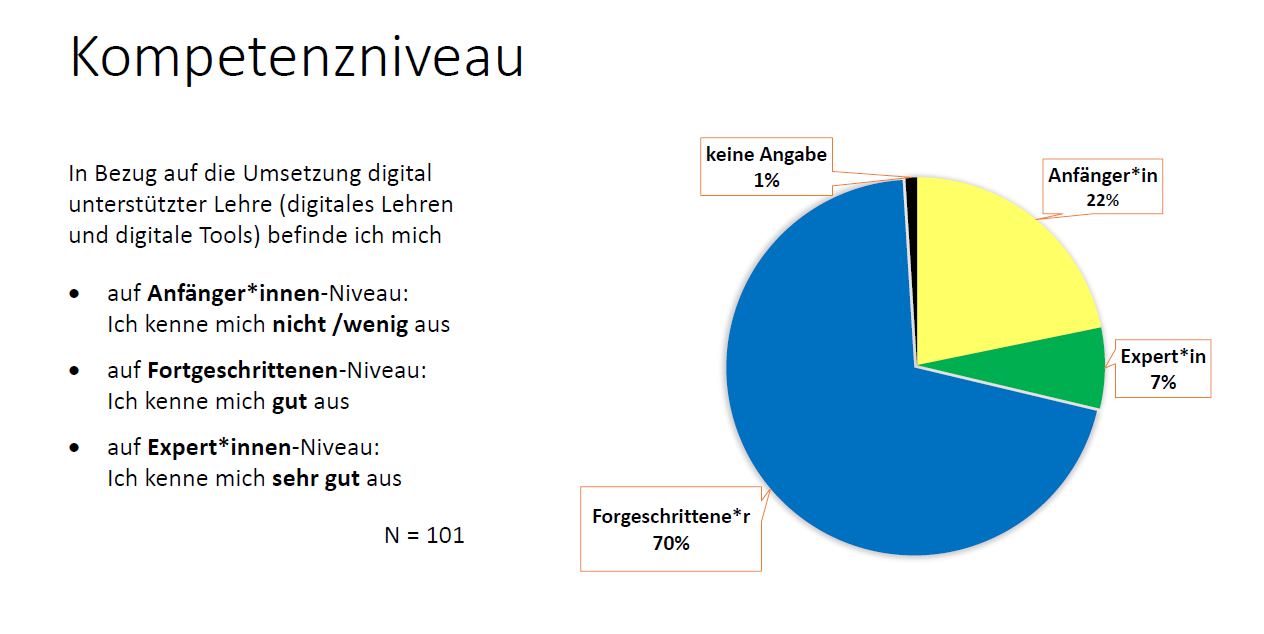 Kompetenzniveau
In Bezug auf die Umsetzung digital
unterstützter Lehre (digitales Lehren
und digitale Tools) befinde ich mich
• auf Anfänger*innen-Niveau:
Ich kenne mich nicht /wenig aus
• auf Fortgeschrittenen-Niveau:
Ich kenne mich gut aus
• auf Expert*innen-Niveau:
Ich kenne mich sehr gut aus
N = 101
keine Angabe
1%
Anfänger*in
22%
Expert*in
7%
Forgeschrittene*r
70%